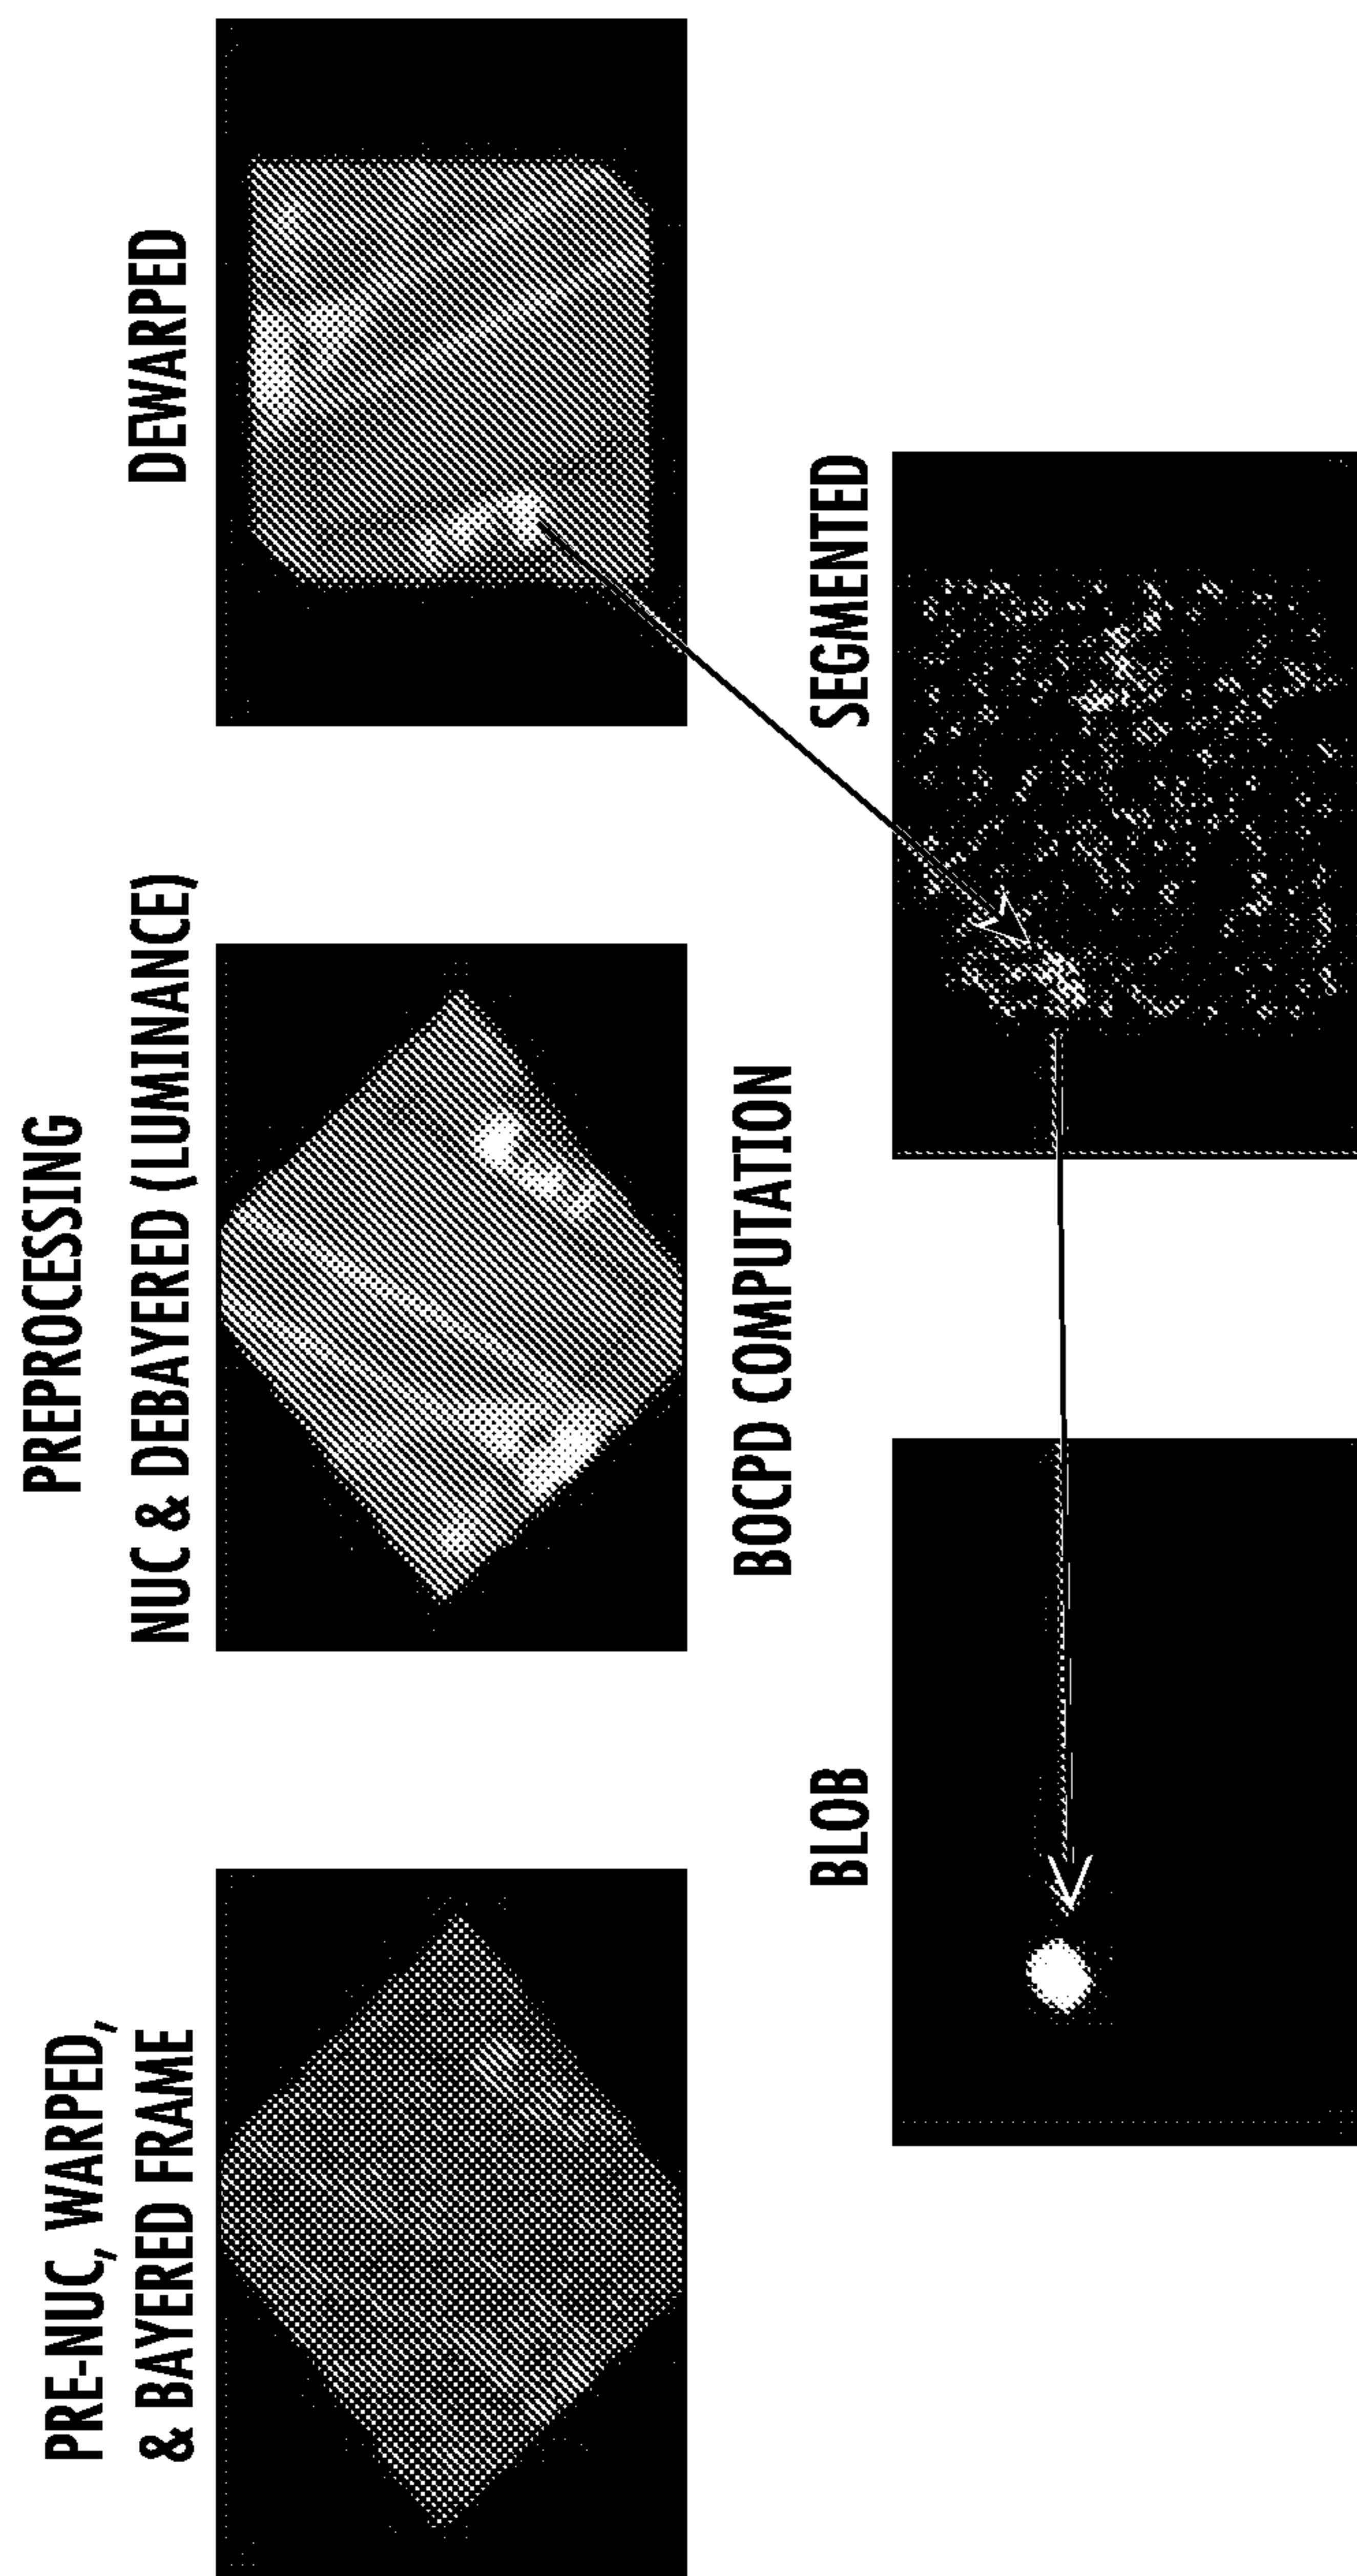 PREPROCESSING
PRE-NUC, WARPED,
& BAYERED FRAME
NUC & DEBAYERED (LUMINANCE)
DEWARPED
BOCPD COMPUTATION
BLOB
SEGMENTED